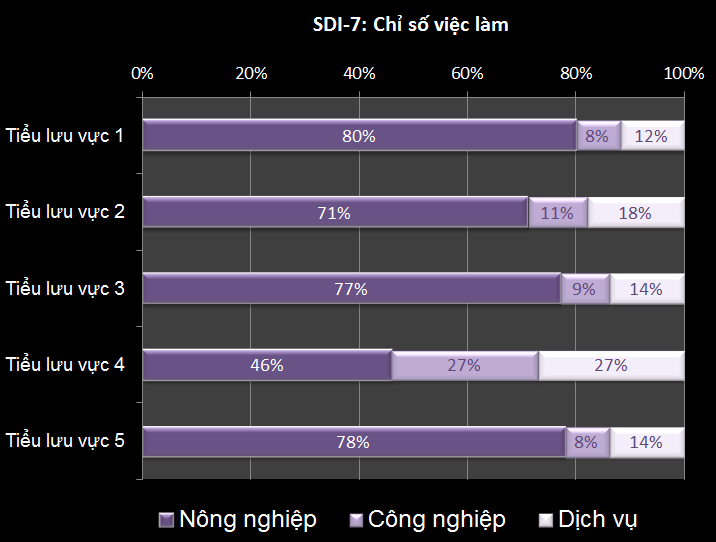 SDI-7: Chỉ số việc làm
0% 20% 40% 60% 80% 100%
Tiểu lưu vực 1 80% 8% 12%
Tiểu lưu vực 2 71% 11% 18%
Tiểu lưu vực 3 77% 9% 14%
Tiểu lưu vực 4 46% 27% 27%
Tiểu lưu vực 5 78% 8% 14%
Nông nghiệp Công nghiệp Dịch vụ